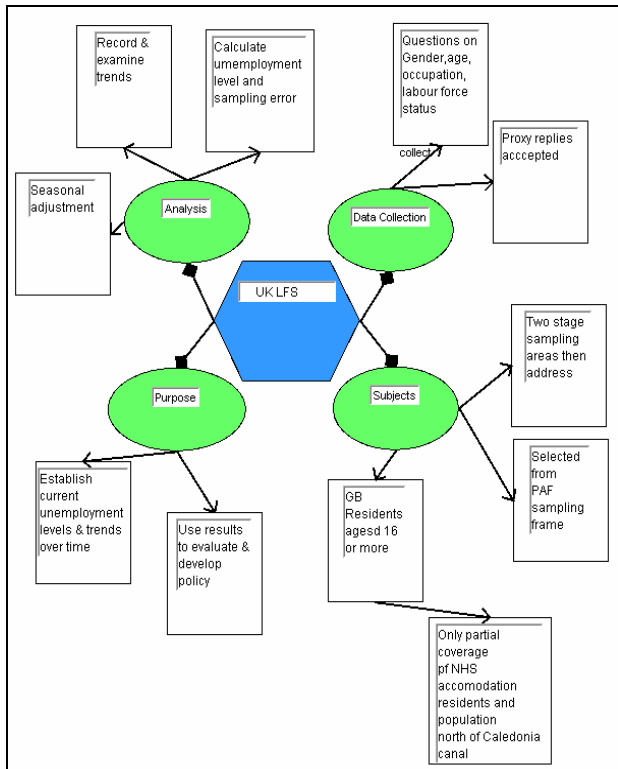 Record &
examine
trends
Calculate
umemployment
level and
sampling error
Questions on
Gender,age,
occupation,
labour force
status
collect
Proxy replies
acccepted
Seasonal
adjustment
Analysis
Data Collection
UK LFS
Two stage
sampling
areas then
address
Purpose
Subjects
Selected
from
PAF
sampling
frame
Establish
current
unemployment
levels & trends
over time
Use results
to evaluate &
develop
policy
GB
Residents
agesd 16
or more
Only partial
coverage
pf NHS
accomodation
residents and
population
north of Caledonia
canal